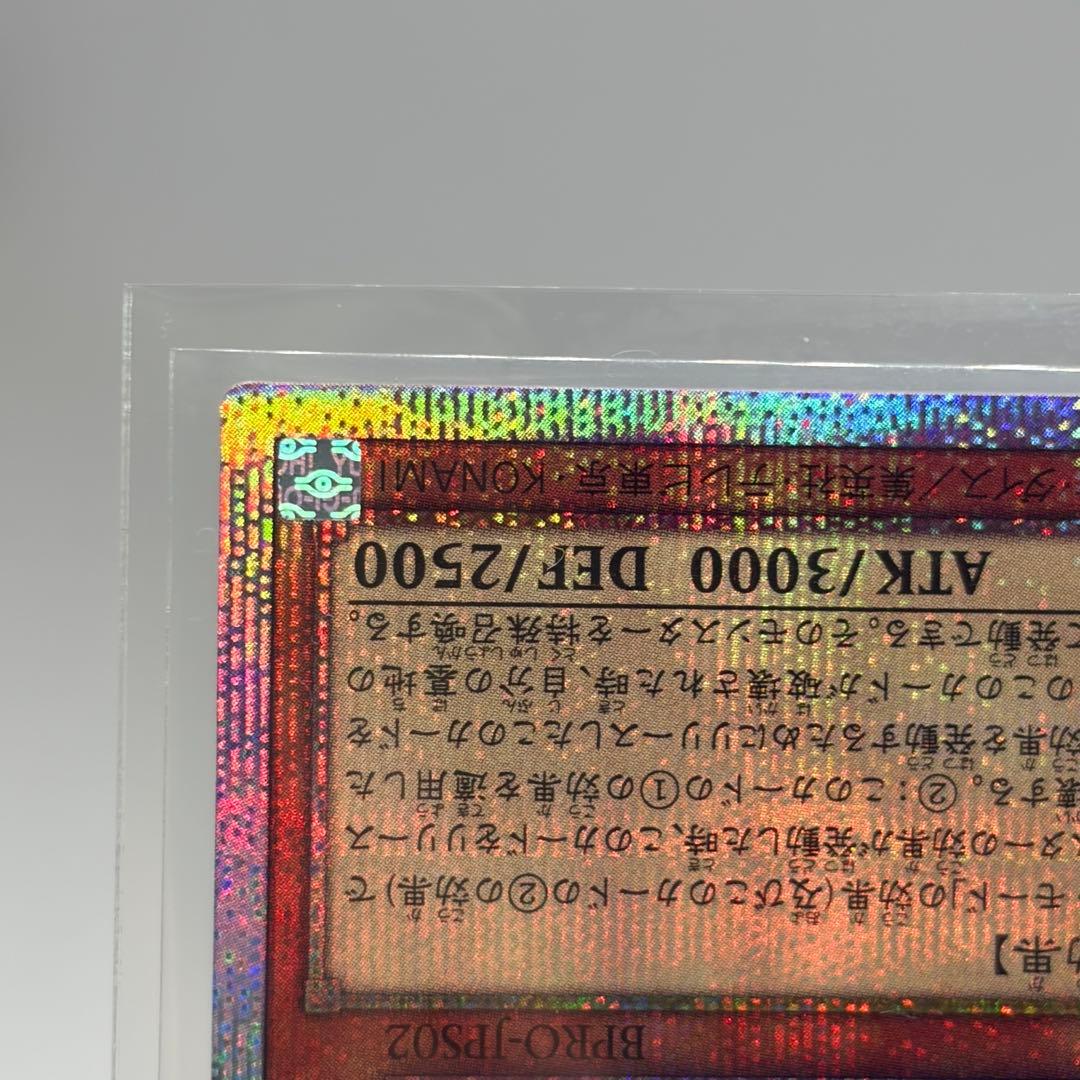 BPRO-JPS02
効果】
モード」の効果(及びこのカードの②の効果)で
スターの効果が発動した時、このカードをリリース
壊する。②:このカードの①の効果を適用した
効果を発動するためにリリースしたこのカードを
のこのカードが破壊された時、自分の墓地の
て発動できる。そのモンスターを特殊召喚する。
ATK/3000 DEF/2500
・ダイス/集英社・テレビ東京・KONAMI